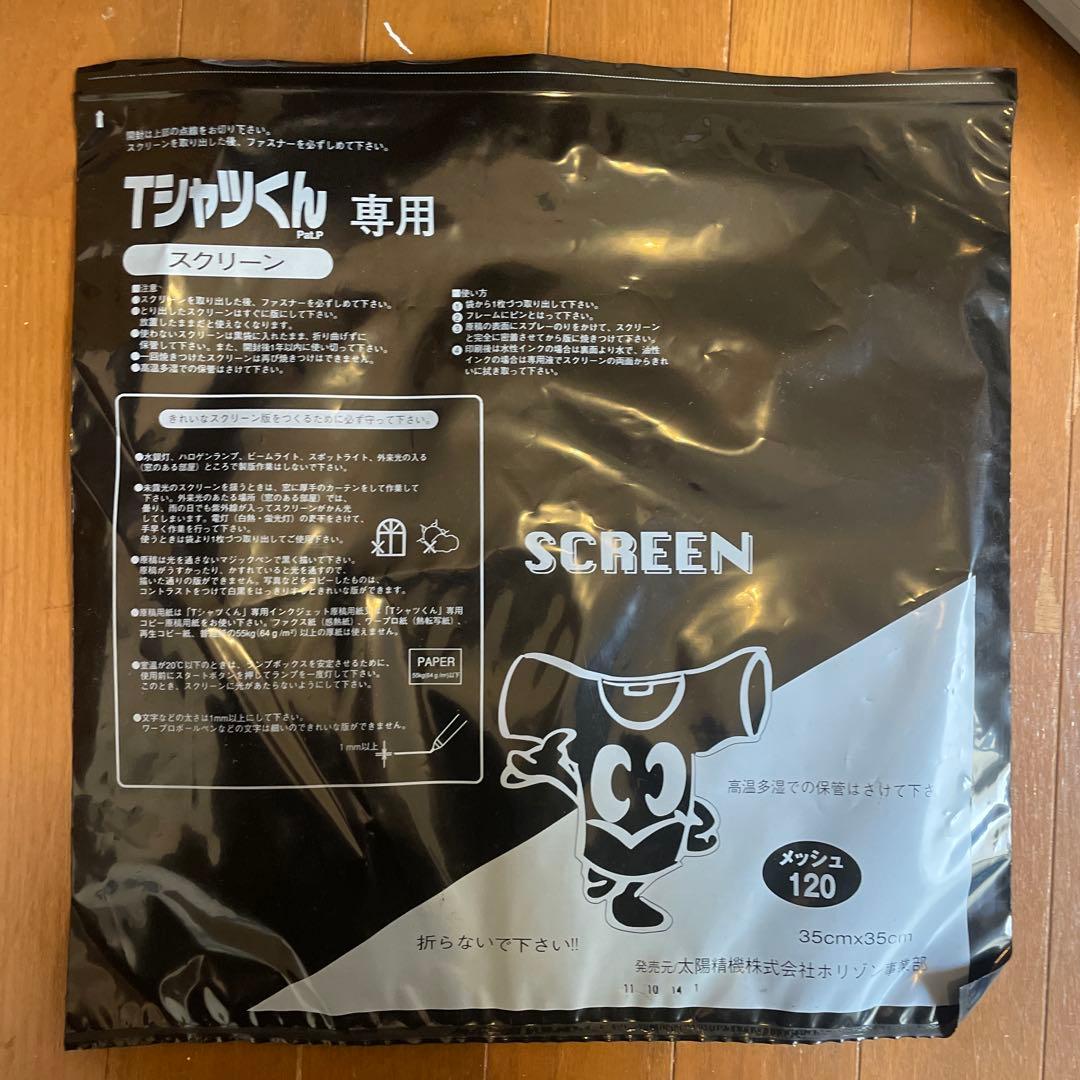 開封は上部の点線をお切り下さい。
スクリーンを取り出した後、ファスナーを必ずしめて下さい。
Tシャツくん 専用
Pat.P
スクリーン
■注意
●スクリーンを取り出した後、ファスナーを必ずしめて下さい。
●とり出したスクリーンはすぐに版にして下さい。
放置したままだと使えなくなります。
●使わないスクリーンは黒袋に入れたまま、折り曲げずに
保管して下さい。また、開封後1年以内に使い切って下さい。
●一回焼きつけたスクリーンは再び焼きつけはできません。
●高温多湿での保管はさけて下さい。
■使い方
❶袋から1枚づつ取り出して下さい。
❷フレームにピンとはって下さい。
❸原稿の表面にスプレーのりをかけて、スクリーン
と完全に密着させてから版に焼きつけて下さい。
❹印刷後は水性インクの場合は裏面より水で、油性
インクの場合は専用液でスクリーンの両面からきれ
いに拭き取って下さい。
きれいなスクリーン版をつくるために必ず守って下さい。
●水銀灯、ハロゲンランプ、ビームライト、スポットライト、外来光の入る
(窓のある部屋)ところで製版作業はしないで下さい。
●未露光のスクリーンを扱うときは、窓に厚手のカーテンをして作業して
下さい。外来光のあたる場所(窓のある部屋)では、
曇り、雨の日でも紫外線が入ってスクリーンがかん光
してしまいます。電灯(白熱・蛍光灯)の真下をさけて、
手早く作業を行って下さい。
使うときは袋より1枚づつ取り出してご使用下さい。
●原稿は光を通さないマジックペンで黒く描いて下さい。
原稿がうすかったり、かすれていると光を通すので、
描いた通りの版ができません。写真などをコピーしたものは、
コントラストをつけて白黒をはっきりするときれいな版ができます。
●原稿用紙は「Tシャツくん」専用インクジェット原稿用紙又は「Tシャツくん」専用
コピー原稿用紙をお使い下さい。ファックス紙(感熱紙)、ワープロ紙(熱転写紙)、
再生コピー紙、普通紙の55kg(64g/m²)以上の厚紙は使えません。
●室温が20℃以下のときは、ランプボックスを安定させるために、
使用前にスタートボタンを押してランプを一度灯して下さい。
このとき、スクリーンに光があたらないようにして下さい。
PAPER
55kg(64g/m²)以下
●文字などの太さは1mm以上にして下さい。
ワープロボールペンなどの文字は細いのできれいな版ができません。
1mm以上
SCREEN
高温多湿での保管はさけて下さ
メッシュ
120
35cmx35cm
折らないで下さい!!
発売元/太陽精機株式会社ホリゾン事業部
11 10 14 1